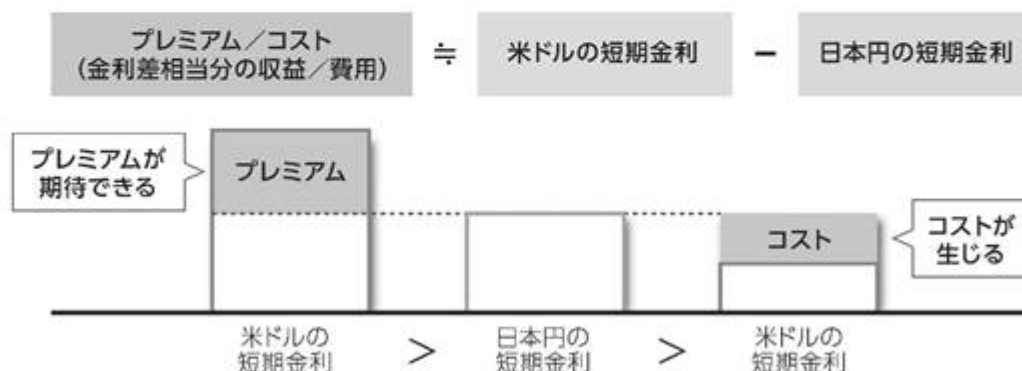 プレミアム／コスト
（金利差相当分の収益／費用）
≒
米ドルの短期金利
−
日本円の短期金利
プレミアムが
期待できる
プレミアム
コスト
コストが
生じる
米ドルの
短期金利
＞
日本円の
短期金利
＞
米ドルの
短期金利